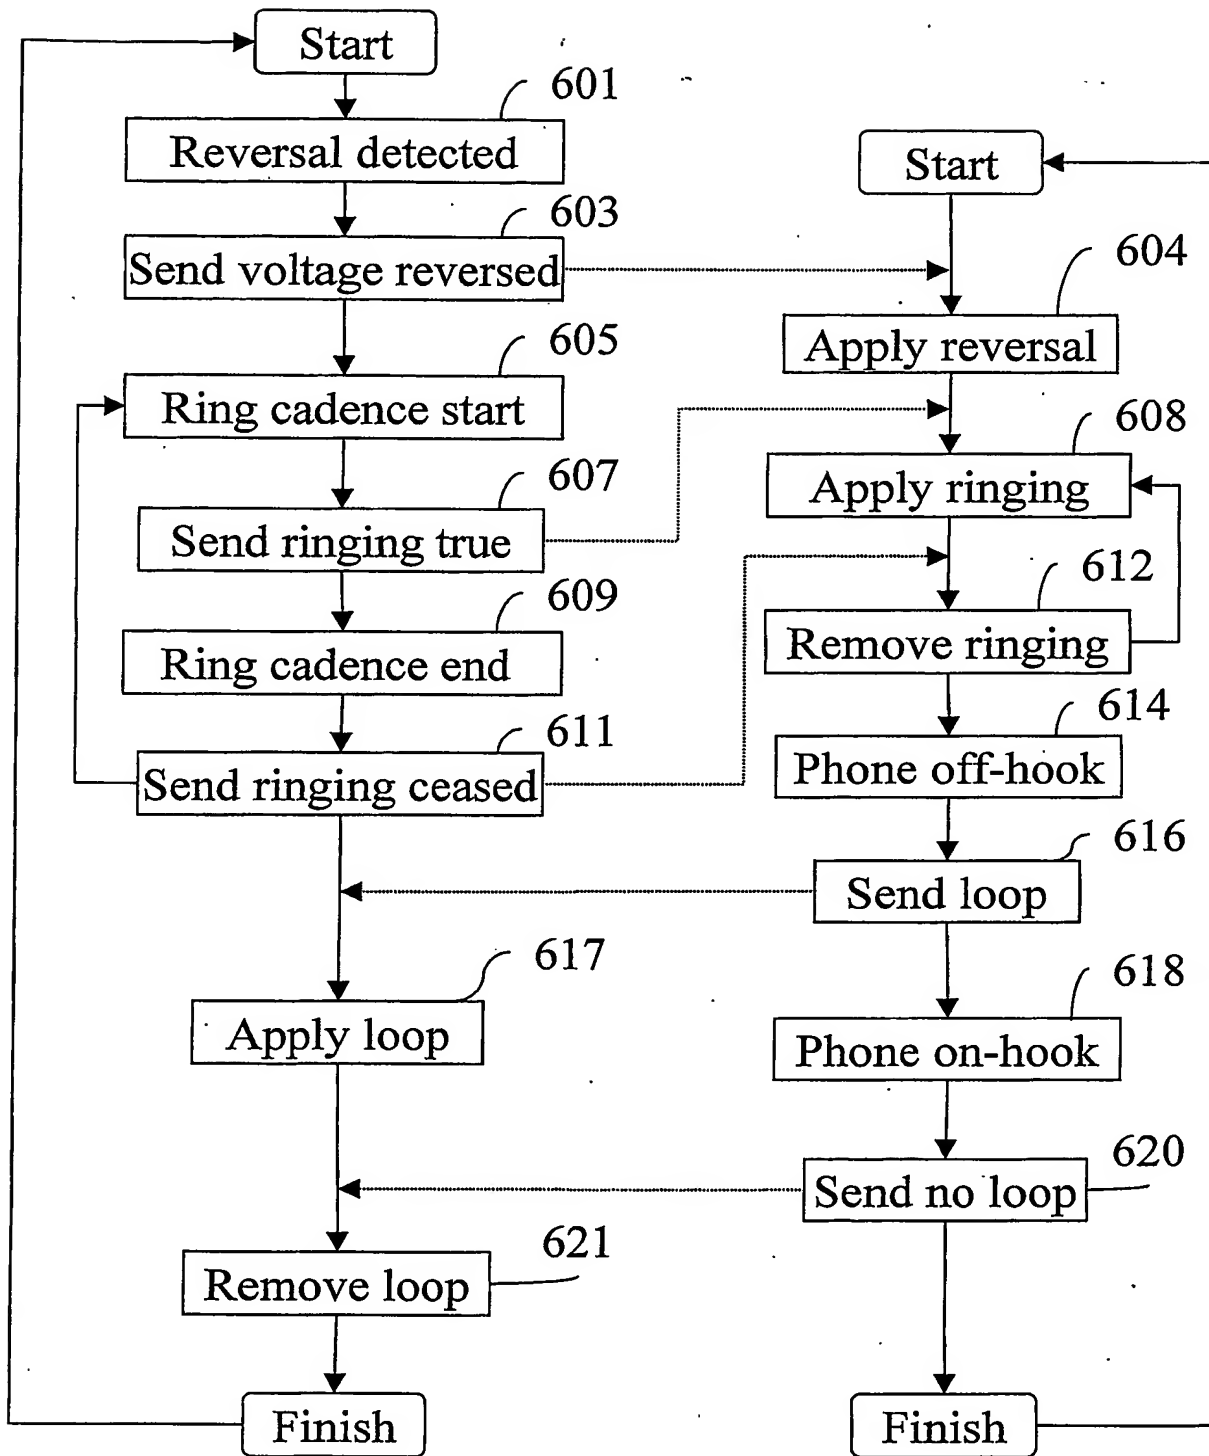 Start
601
Reversal detected
603
Send voltage reversed
605
Ring cadence start
607
Send ringing true
609
Ring cadence end
611
Send ringing ceased
617
Apply loop
621
Remove loop
Finish
Start
604
Apply reversal
608
Apply ringing
612
Remove ringing
614
Phone off-hook
616
Send loop
618
Phone on-hook
620
Send no loop
Finish